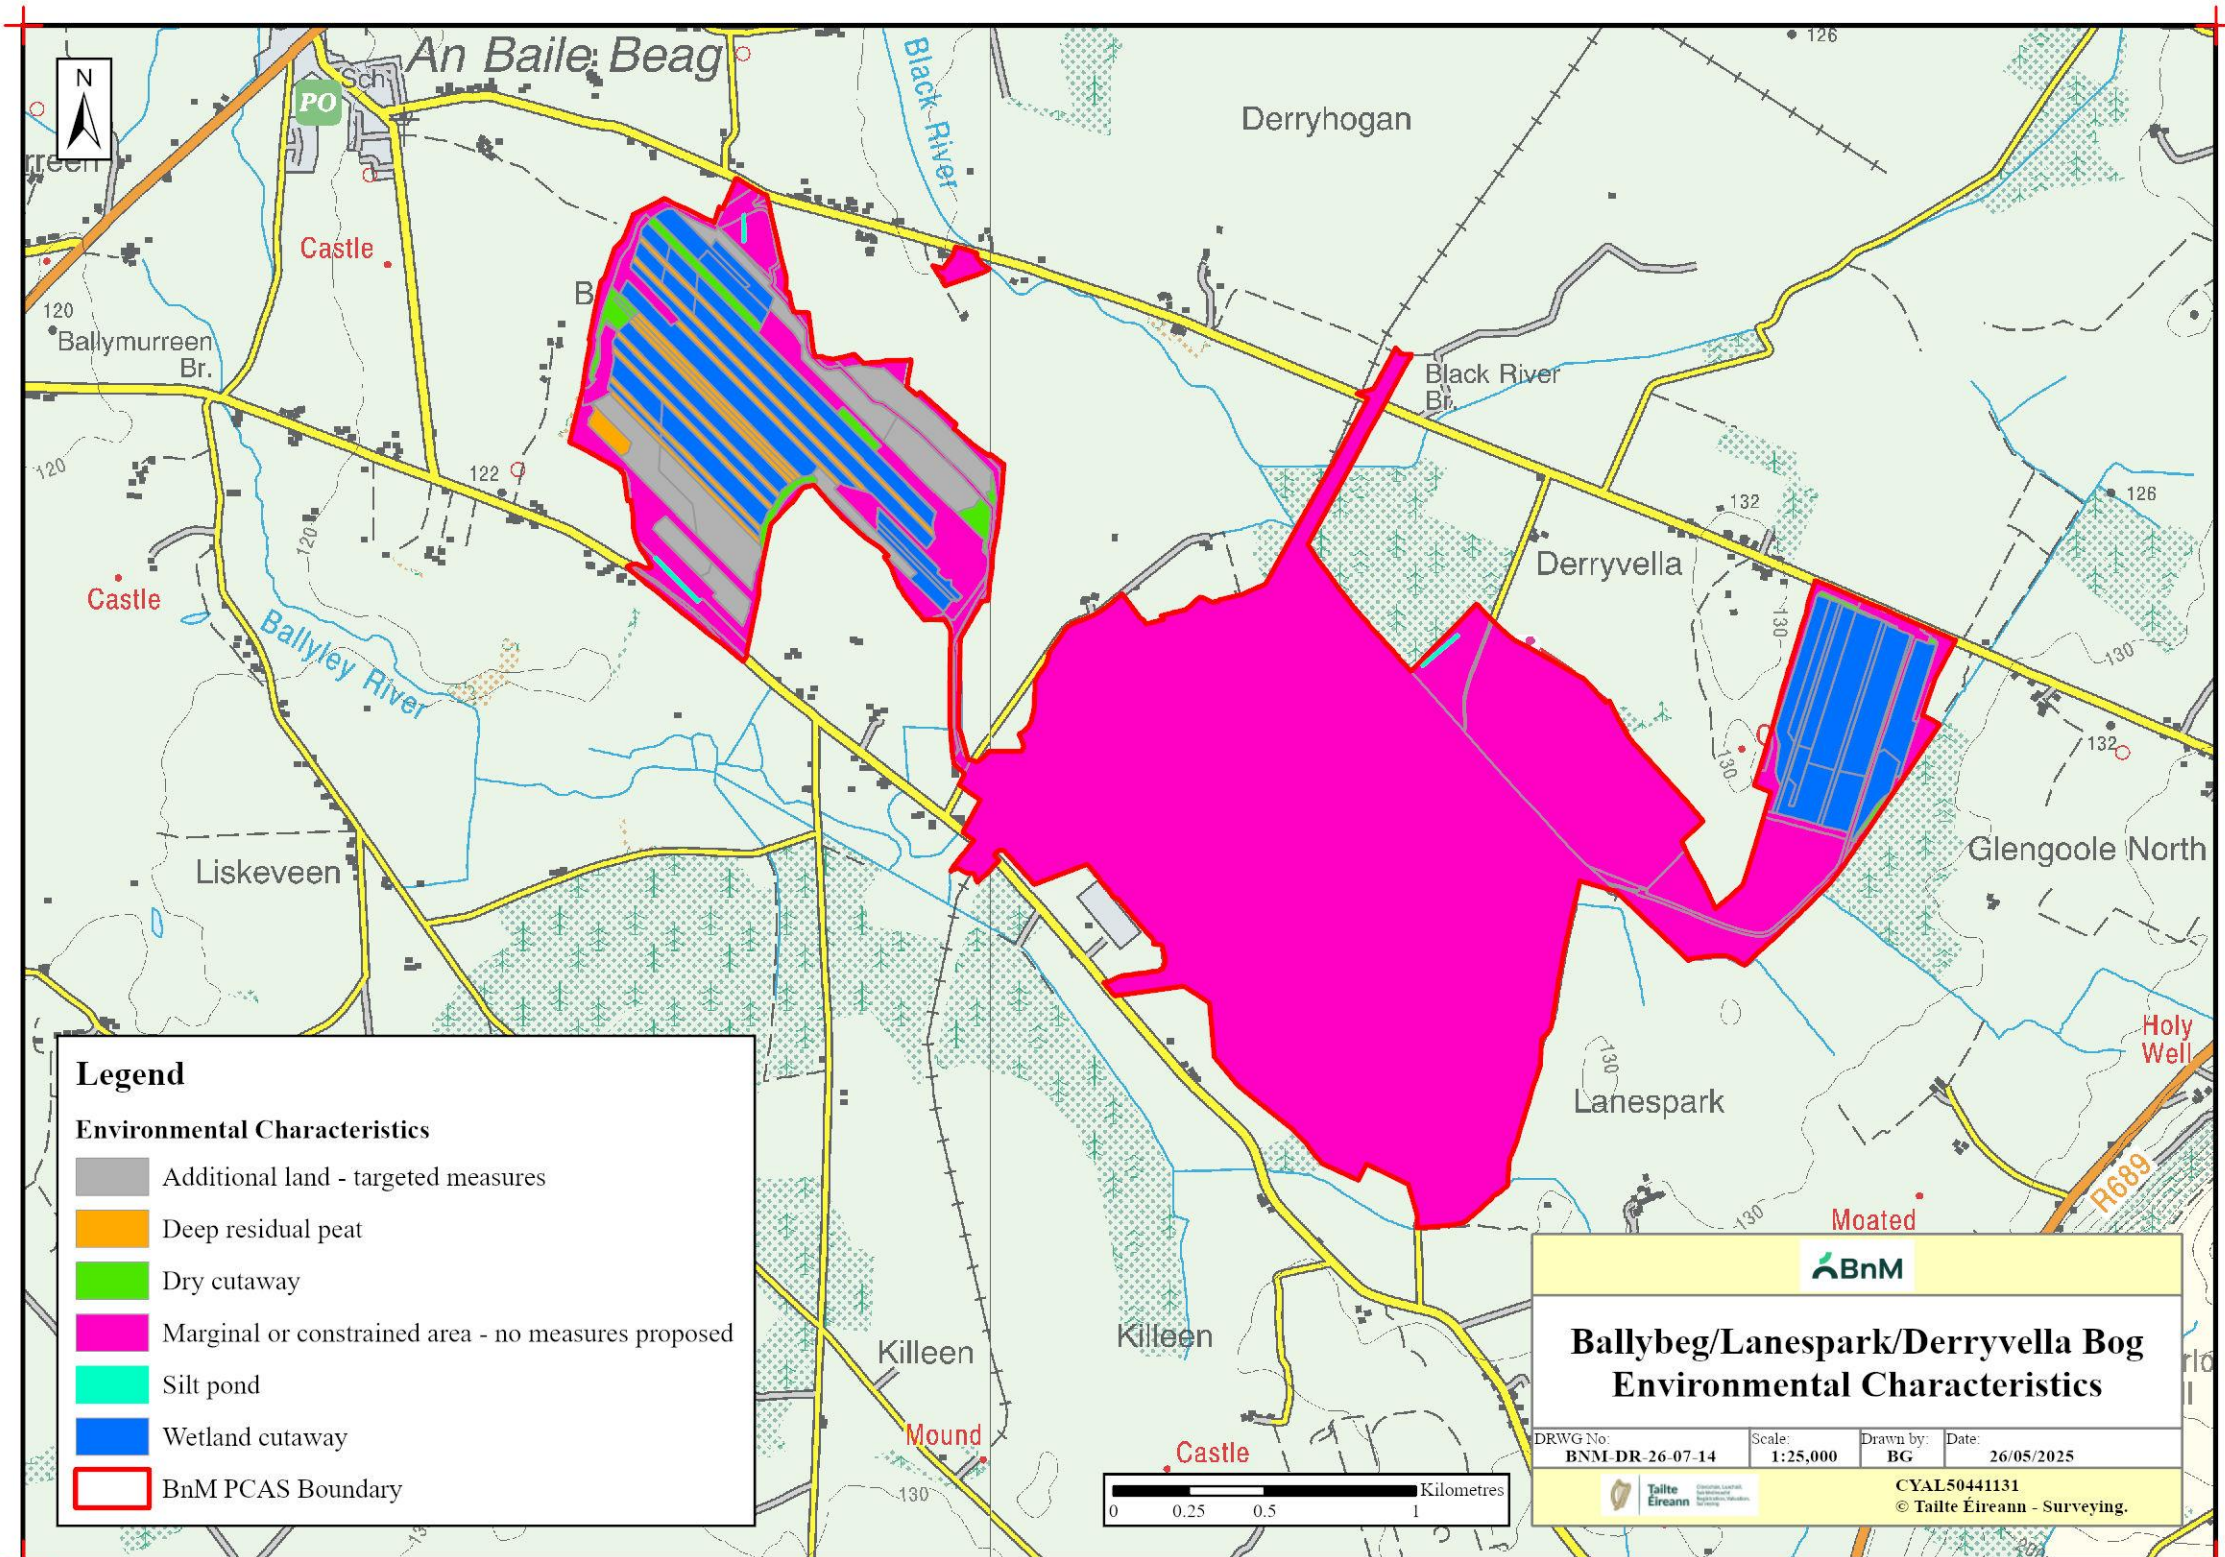 N
An Baile Beag
Sch
PO
Black River
126
Derryhogan
rreen
Castle
120
Ballymurreen
Br.
B
Black River
Br.
120
122
120
132
126
Derryvella
Castle
Ballyley River
130
130
130
132
Liskeveen
Glengoole North
Holy
Well
130
Lanespark
R689
130
Moated
Killeen
Killeen
Mound
Castle
130
Legend
Environmental Characteristics
Additional land - targeted measures
Deep residual peat
Dry cutaway
Marginal or constrained area - no measures proposed
Silt pond
Wetland cutaway
BnM PCAS Boundary
Kilometres
0 0.25 0.5 1
BnM
Ballybeg/Lanespark/Derryvella Bog
Environmental Characteristics
DRWG No: Scale: Drawn by: Date:
BNM-DR-26-07-14 1:25,000 BG 26/05/2025
Tailte
Éireann
CYAL50441131
© Tailte Éireann - Surveying.